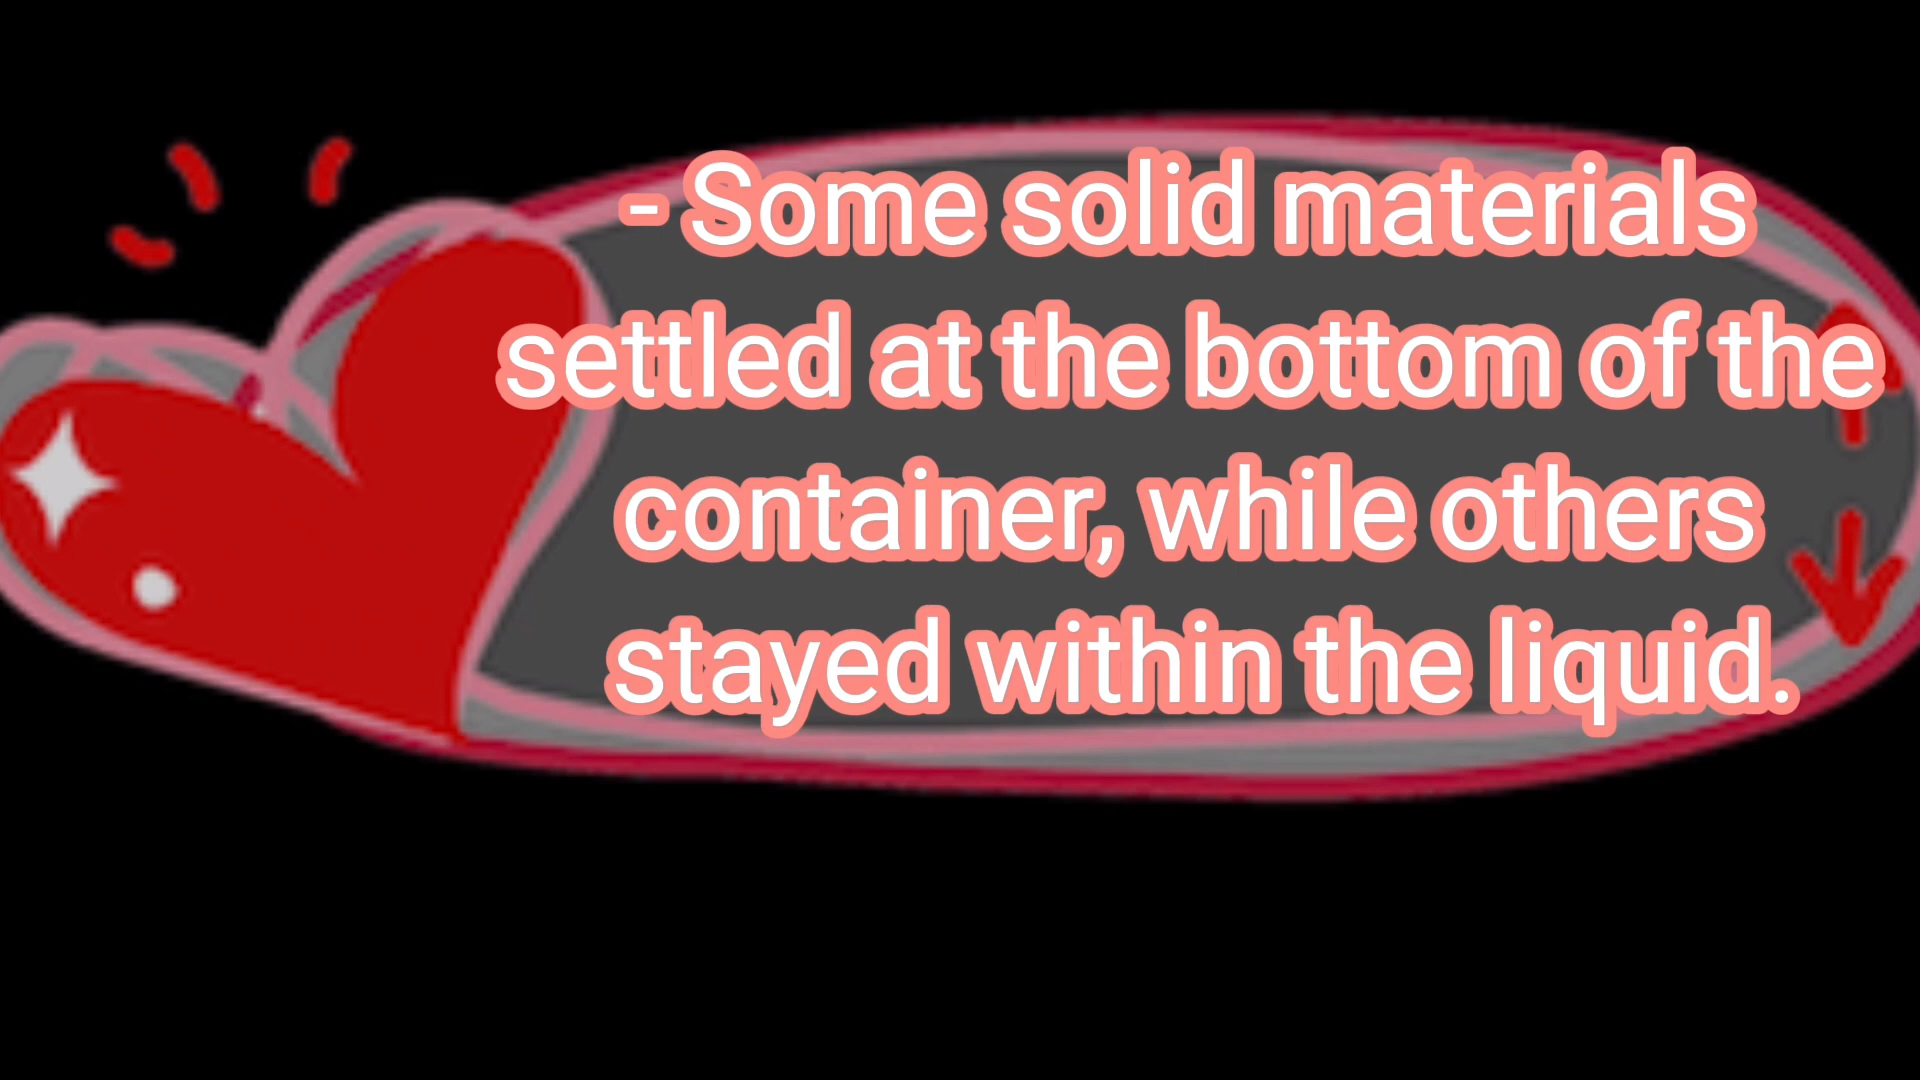 - Some solid materials
settled at the bottom of the
container, while others
stayed within the liquid.